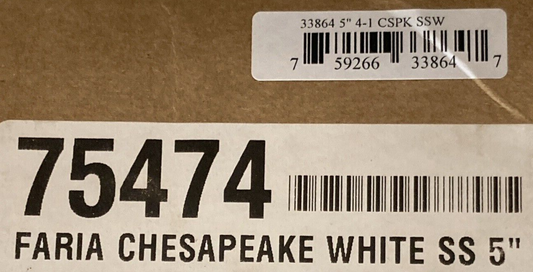 33864 5" 4-1 CSPK SSW
7 59266 33864 7
75474
FARIA CHESAPEAKE WHITE SS 5"